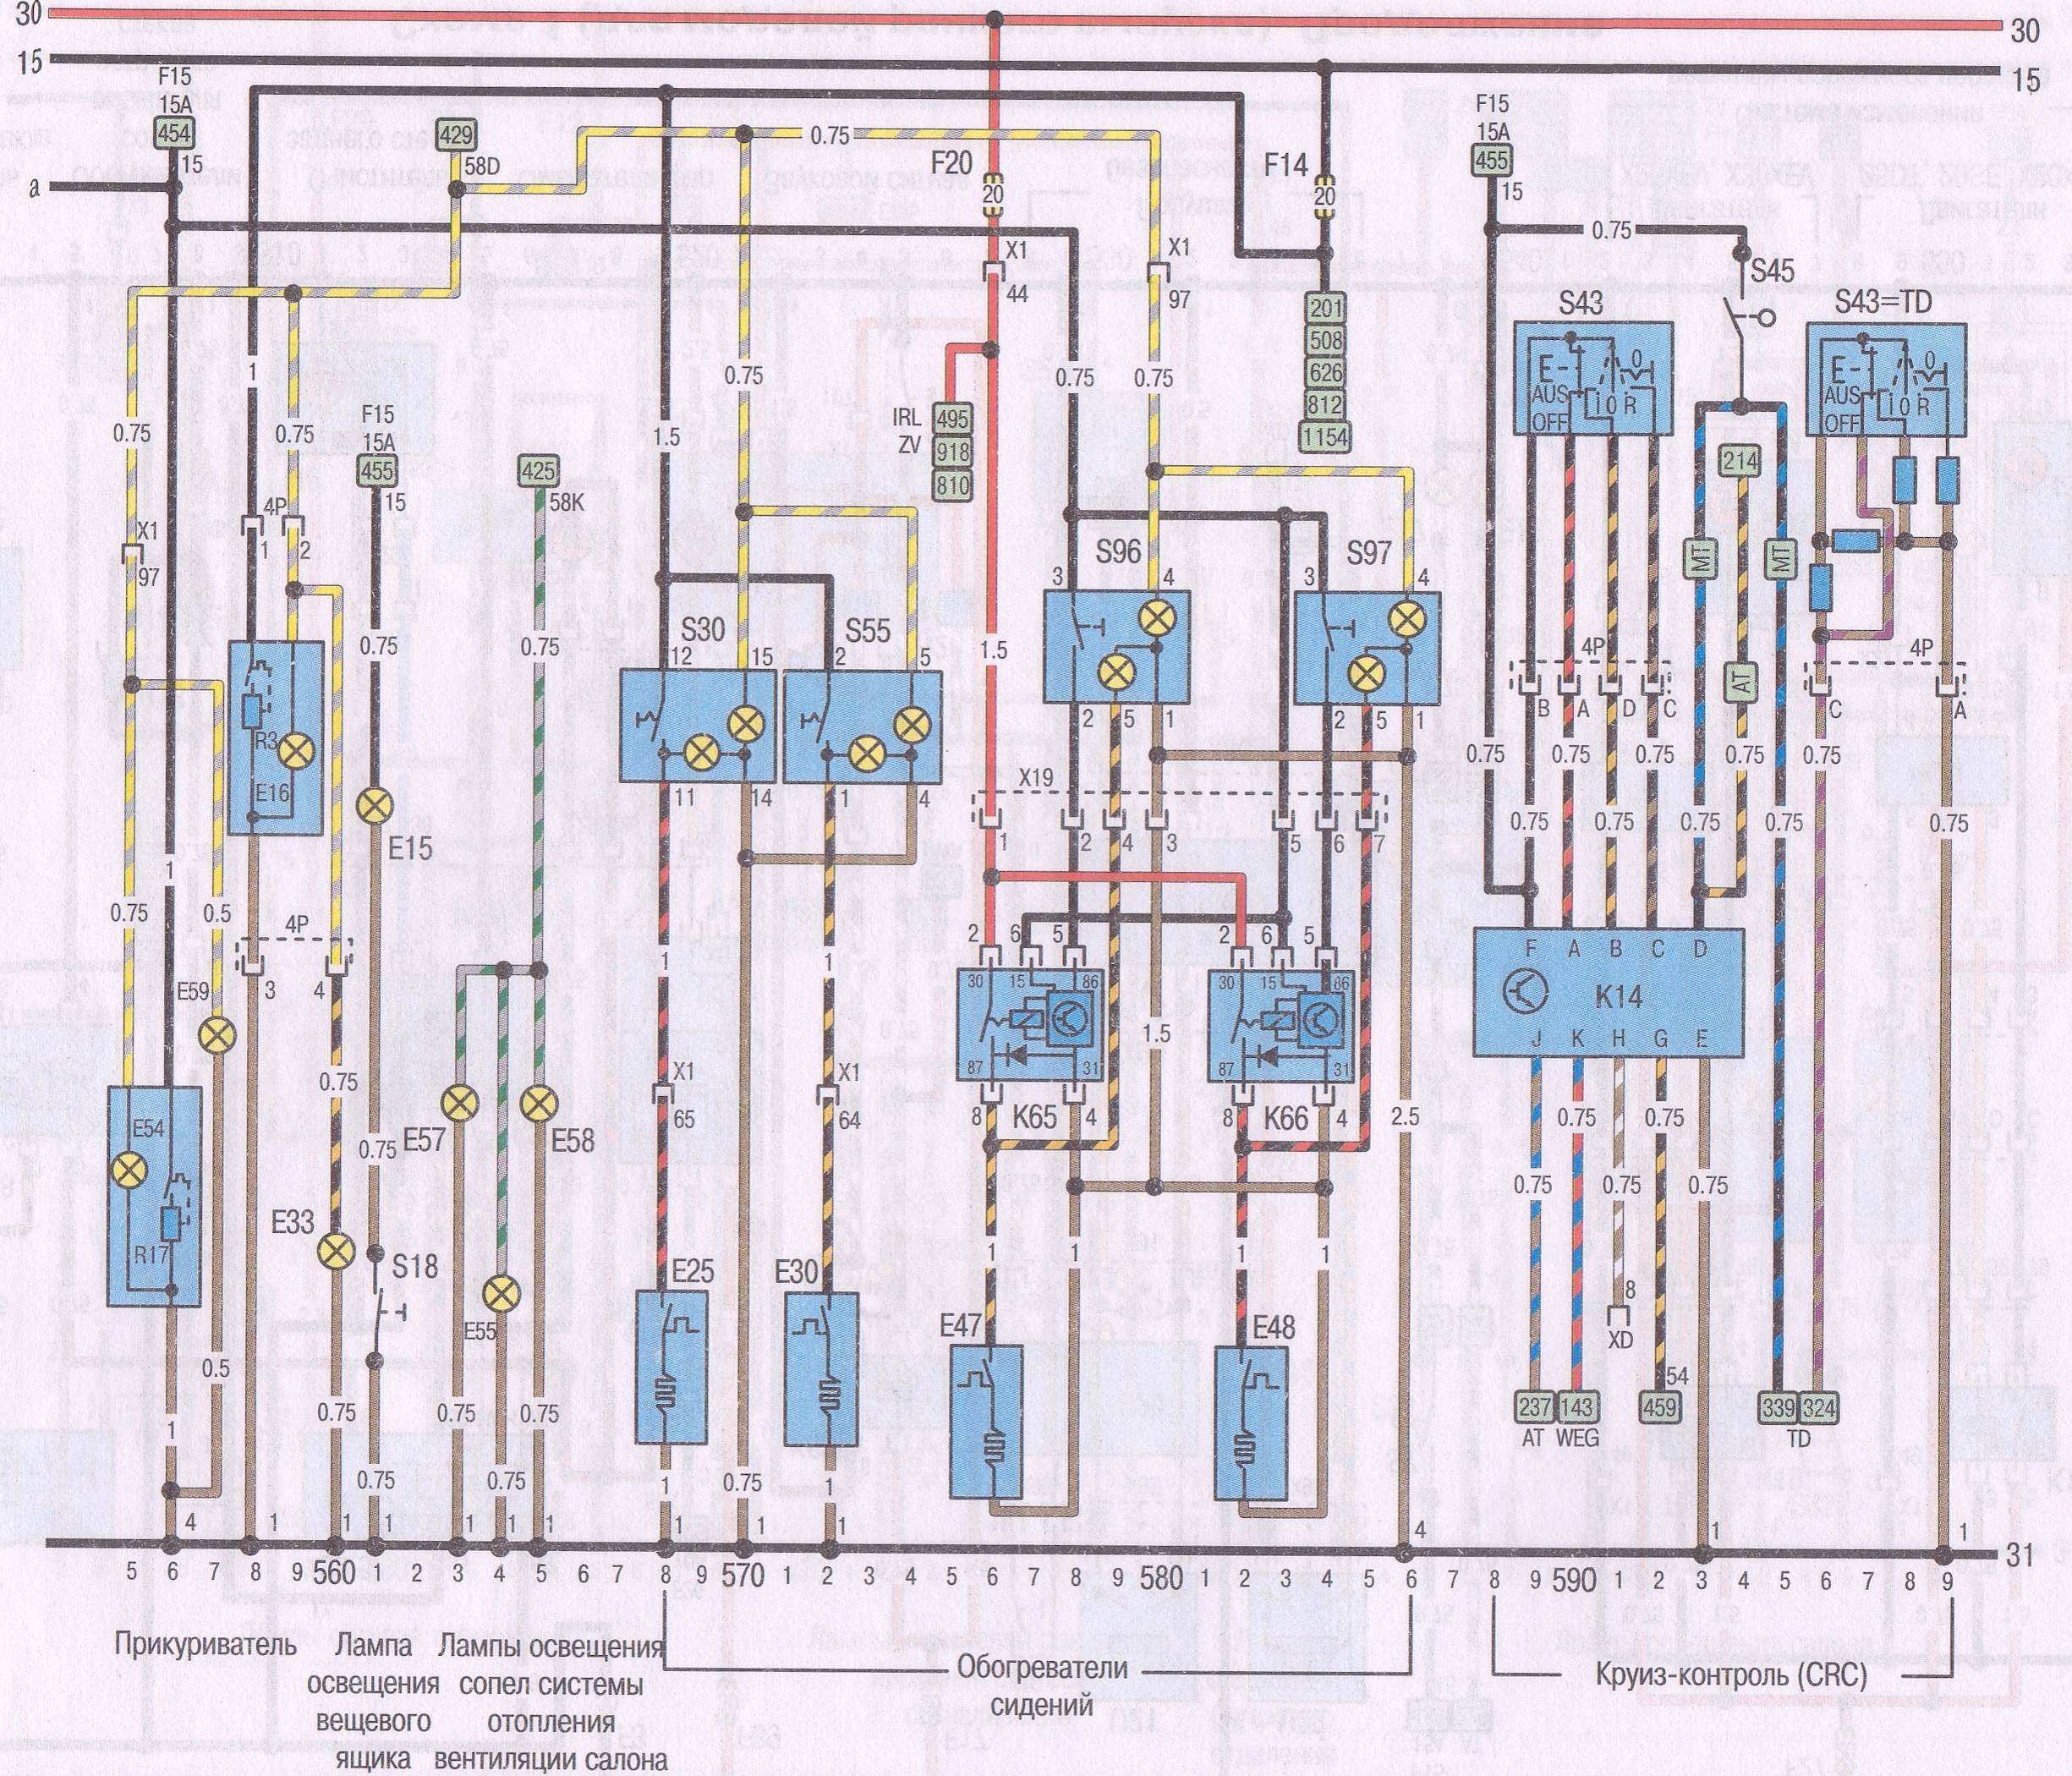 30 30
15 15
F15 F15
15A 15A
454 429 0.75 455
15 58D F20 F14 15
a 20 20
0.75
X1 X1
44 97
S45
S43 S43=TD
201
508
626
812
1154
1 0.75 0.75 0.75
E O E O
AUS I O R AUS I O R
OFF OFF
IRL 495
ZV 918
810
0.75 0.75 F15 1.5
15A
455 425 214
15 58K
X1 4P
97 1 2
S96 S97
MT MT
3 4 3 4
0.75 0.75
S30 S55
12 15 2 5
1.5
4P 4P
AT
B A D C C A
2 5 1 2 5 1
R3
E16
11 14 1 4
X19
0.75 0.75 0.75 0.75 0.75 0.75
1 2 4 3 5 6 7
0.75 0.75 0.75 0.75 0.75 0.75
E15
1
0.75 0.5 4P
3 4
E59
2 6 5 2 6 5
1 1
F A B C D
K14
J K H G E
30 15 86 30 15 86
87 31 87 31
1.5
0.75
X1 X1
65 64
8 K65 4 8 K66 4
2.5
0.75 0.75
E54 E57 E58
R17
0.75
0.75 0.75 0.75
E33 S18
E25 E30
1 1 1 1
8
XD
E55 E47 E48
0.5
54
237 143 459 339 324
AT WEG TD
1 0.75 0.75 0.75
0.75 0.75 1 0.75 1
4 1 1 1 1 1 1 1 1 1 4 1 1
31
5 6 7 8 9 560 1 2 3 4 5 6 7 8 9 570 1 2 3 4 5 6 7 8 9 580 1 2 3 4 5 6 7 8 9 590 1 2 3 4 5 6 7 8 9
Прикуриватель
Лампа
освещения
вещевого
ящика
Лампы освещения
сопел системы
отопления
вентиляции салона
Обогреватели
сидений
Круиз-контроль (CRC)